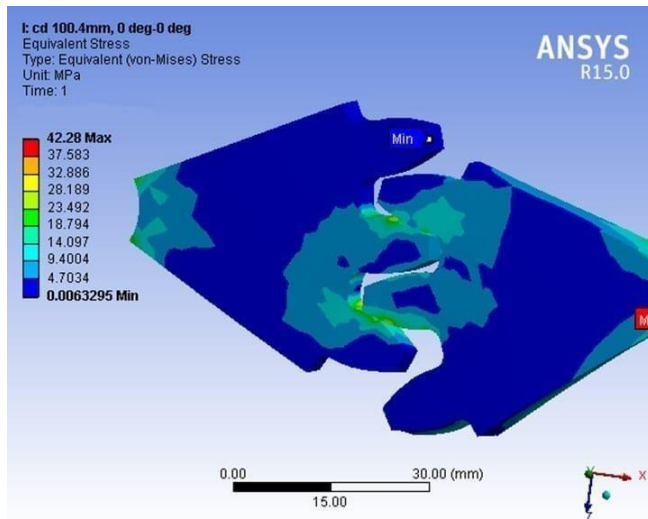 I: cd 100.4mm, 0 deg-0 deg
Equivalent Stress
Type: Equivalent (von-Mises) Stress
Unit: MPa
Time: 1
ANSYS
R15.0
42.28 Max
37.583
32.886
28.189
23.492
18.794
14.097
9.4004
4.7034
0.0063295 Min
Min
M
0.00
30.00 (mm)
15.00
Y
X
Z